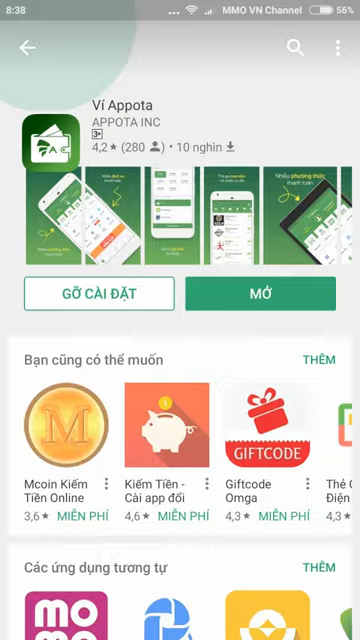 8:38
MMO VN Channel
56%
Ví Appota
APPOTA INC
3+
4,2★ (280) • 10 nghìn
GỠ CÀI ĐẶT
MỞ
Bạn cũng có thể muốn
THÊM
Mcoin Kiếm
Tiền Online
3,6★ MIỄN PHÍ
Kiếm Tiền -
Cài app đổi
4,6★ MIỄN PHÍ
GIFTCODE
Giftcode
Omga
4,3★ MIỄN PHÍ
Thẻ C
Điện
4,3★
Các ứng dụng tương tự
THÊM
mo
mo